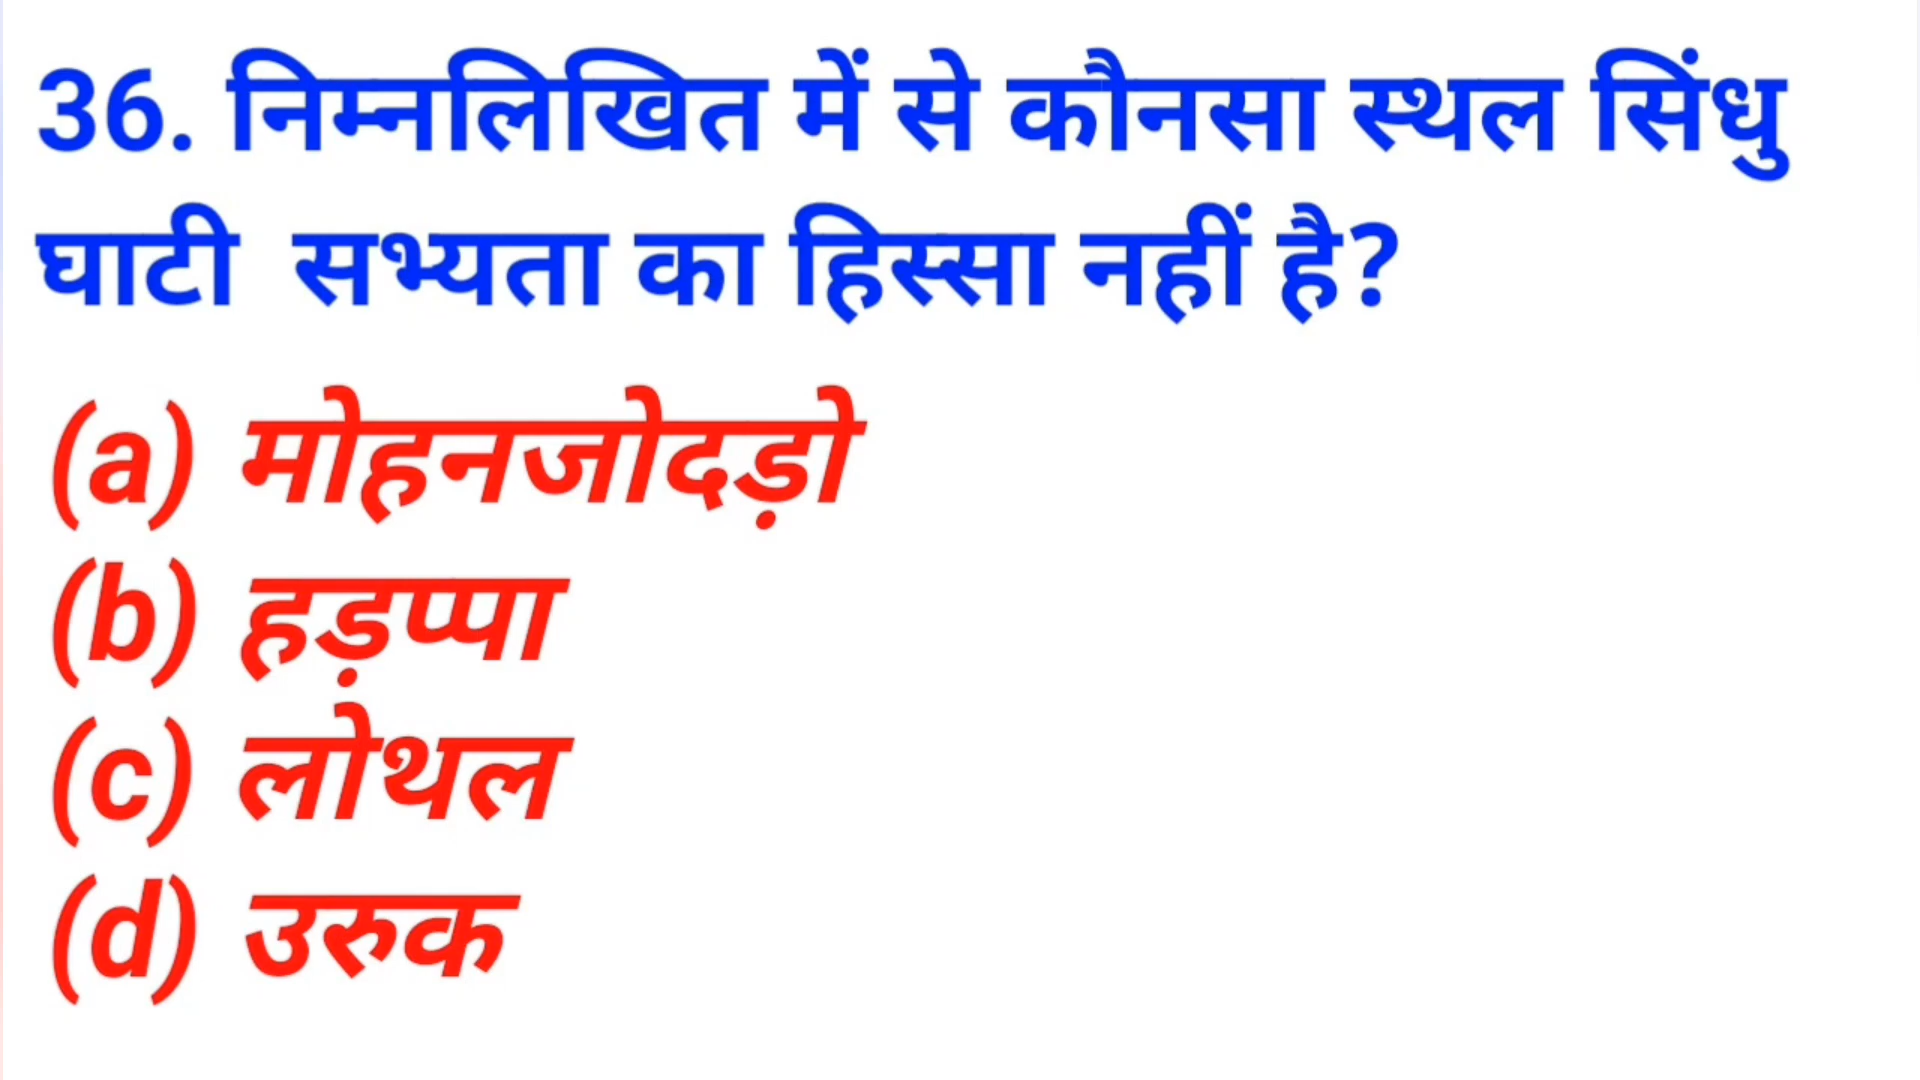 36. निम्नलिखित में से कौनसा स्थल सिंधु
घाटी सभ्यता का हिस्सा नहीं है?
(a) मोहनजोदड़ो
(b) हड़प्पा
(c) लोथल
(d) उरुक